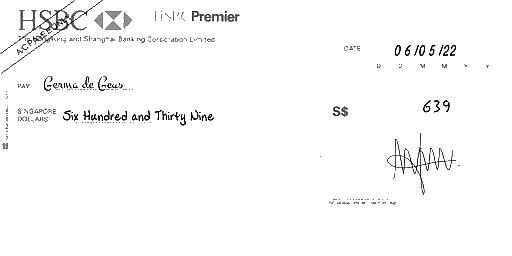 HSBC HSBC Premier
The Hongkong and Shanghai Banking Corporation Limited
A/C PAYEE ONLY
DATE 06/05/22
D D M M Y Y
PAY Germa de Geus
SINGAPORE
DOLLARS Six Hundred and Thirty Nine
S$ 639